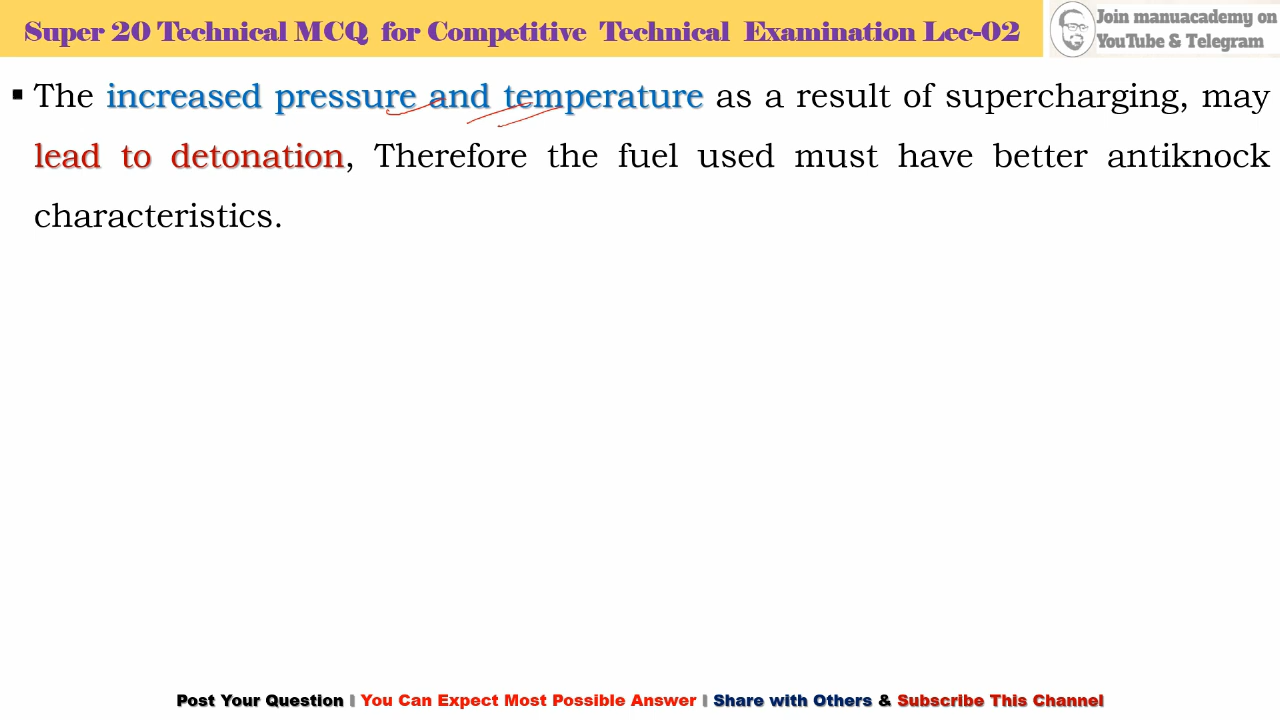 Super 20 Technical MCQ for Competitive Technical Examination Lec-02
Join manuacademy on
YouTube & Telegram
▪ The increased pressure and temperature as a result of supercharging, may
lead to detonation, Therefore the fuel used must have better antiknock
characteristics.
Post Your Question | You Can Expect Most Possible Answer | Share with Others & Subscribe This Channel